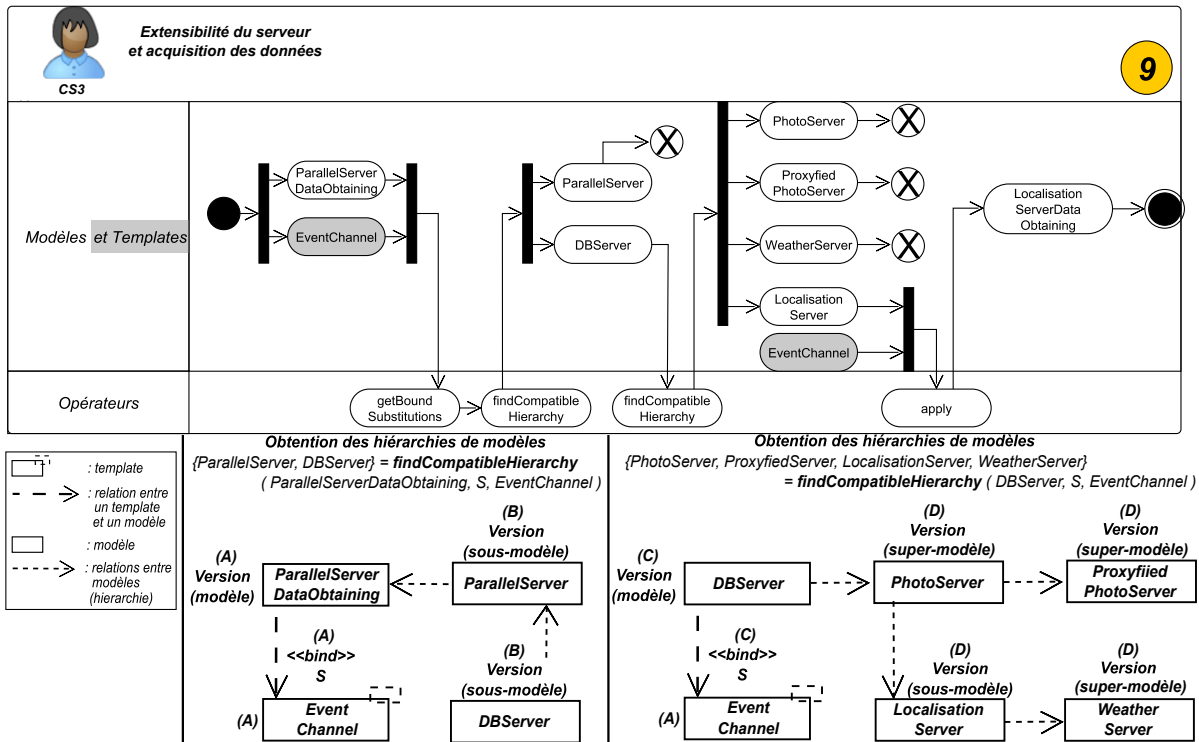 Extensibilité du serveur
et acquisition des données
CS3
9
Modèles et Templates
ParallelServer
DataObtaining
EventChannel
ParallelServer
DBServer
PhotoServer
Proxyfied
PhotoServer
WeatherServer
Localisation
Server
EventChannel
Localisation
ServerData
Obtaining
Opérateurs
getBound
Substitutions
findCompatible
Hierarchy
findCompatible
Hierarchy
apply
: template
: relation entre
un template
et un modèle
: modèle
: relations entre
modèles
(hierarchie)
Obtention des hiérarchies de modèles
{ParallelServer, DBServer} = findCompatibleHierarchy
( ParallelServerDataObtaining, S, EventChannel )
(A)
Version
(modèle)
ParallelServer
DataObtaining
(B)
Version
(sous-modèle)
ParallelServer
(A)
<<bind>>
S
(B)
Version
(sous-modèle)
(A)
Event
Channel
DBServer
Obtention des hiérarchies de modèles
{PhotoServer, ProxyfiedServer, LocalisationServer, WeatherServer}
= findCompatibleHierarchy ( DBServer, S, EventChannel )
(C)
Version
(modèle)
DBServer
(D)
Version
(super-modèle)
PhotoServer
(D)
Version
(super-modèle)
Proxyfiied
PhotoServer
(C)
<<bind>>
S
(D)
Version
(sous-modèle)
(D)
Version
(super-modèle)
(A)
Event
Channel
Localisation
Server
Weather
Server